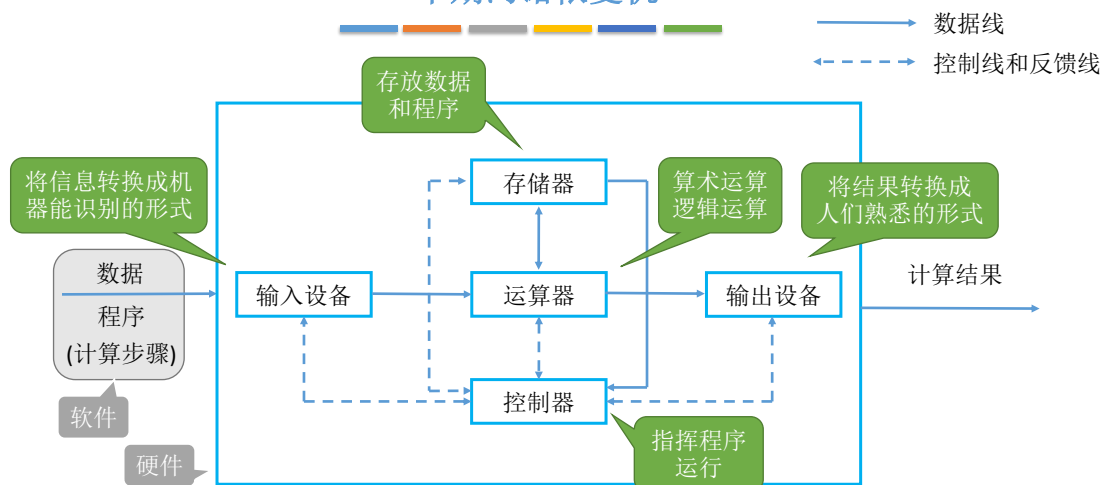 数据线
控制线和反馈线
存放数据
和程序
将信息转换成机
器能识别的形式
存储器
算术运算
逻辑运算
将结果转换成
人们熟悉的形式
数据
程序
(计算步骤)
输入设备
运算器
输出设备
计算结果
控制器
软件
硬件
指挥程序
运行